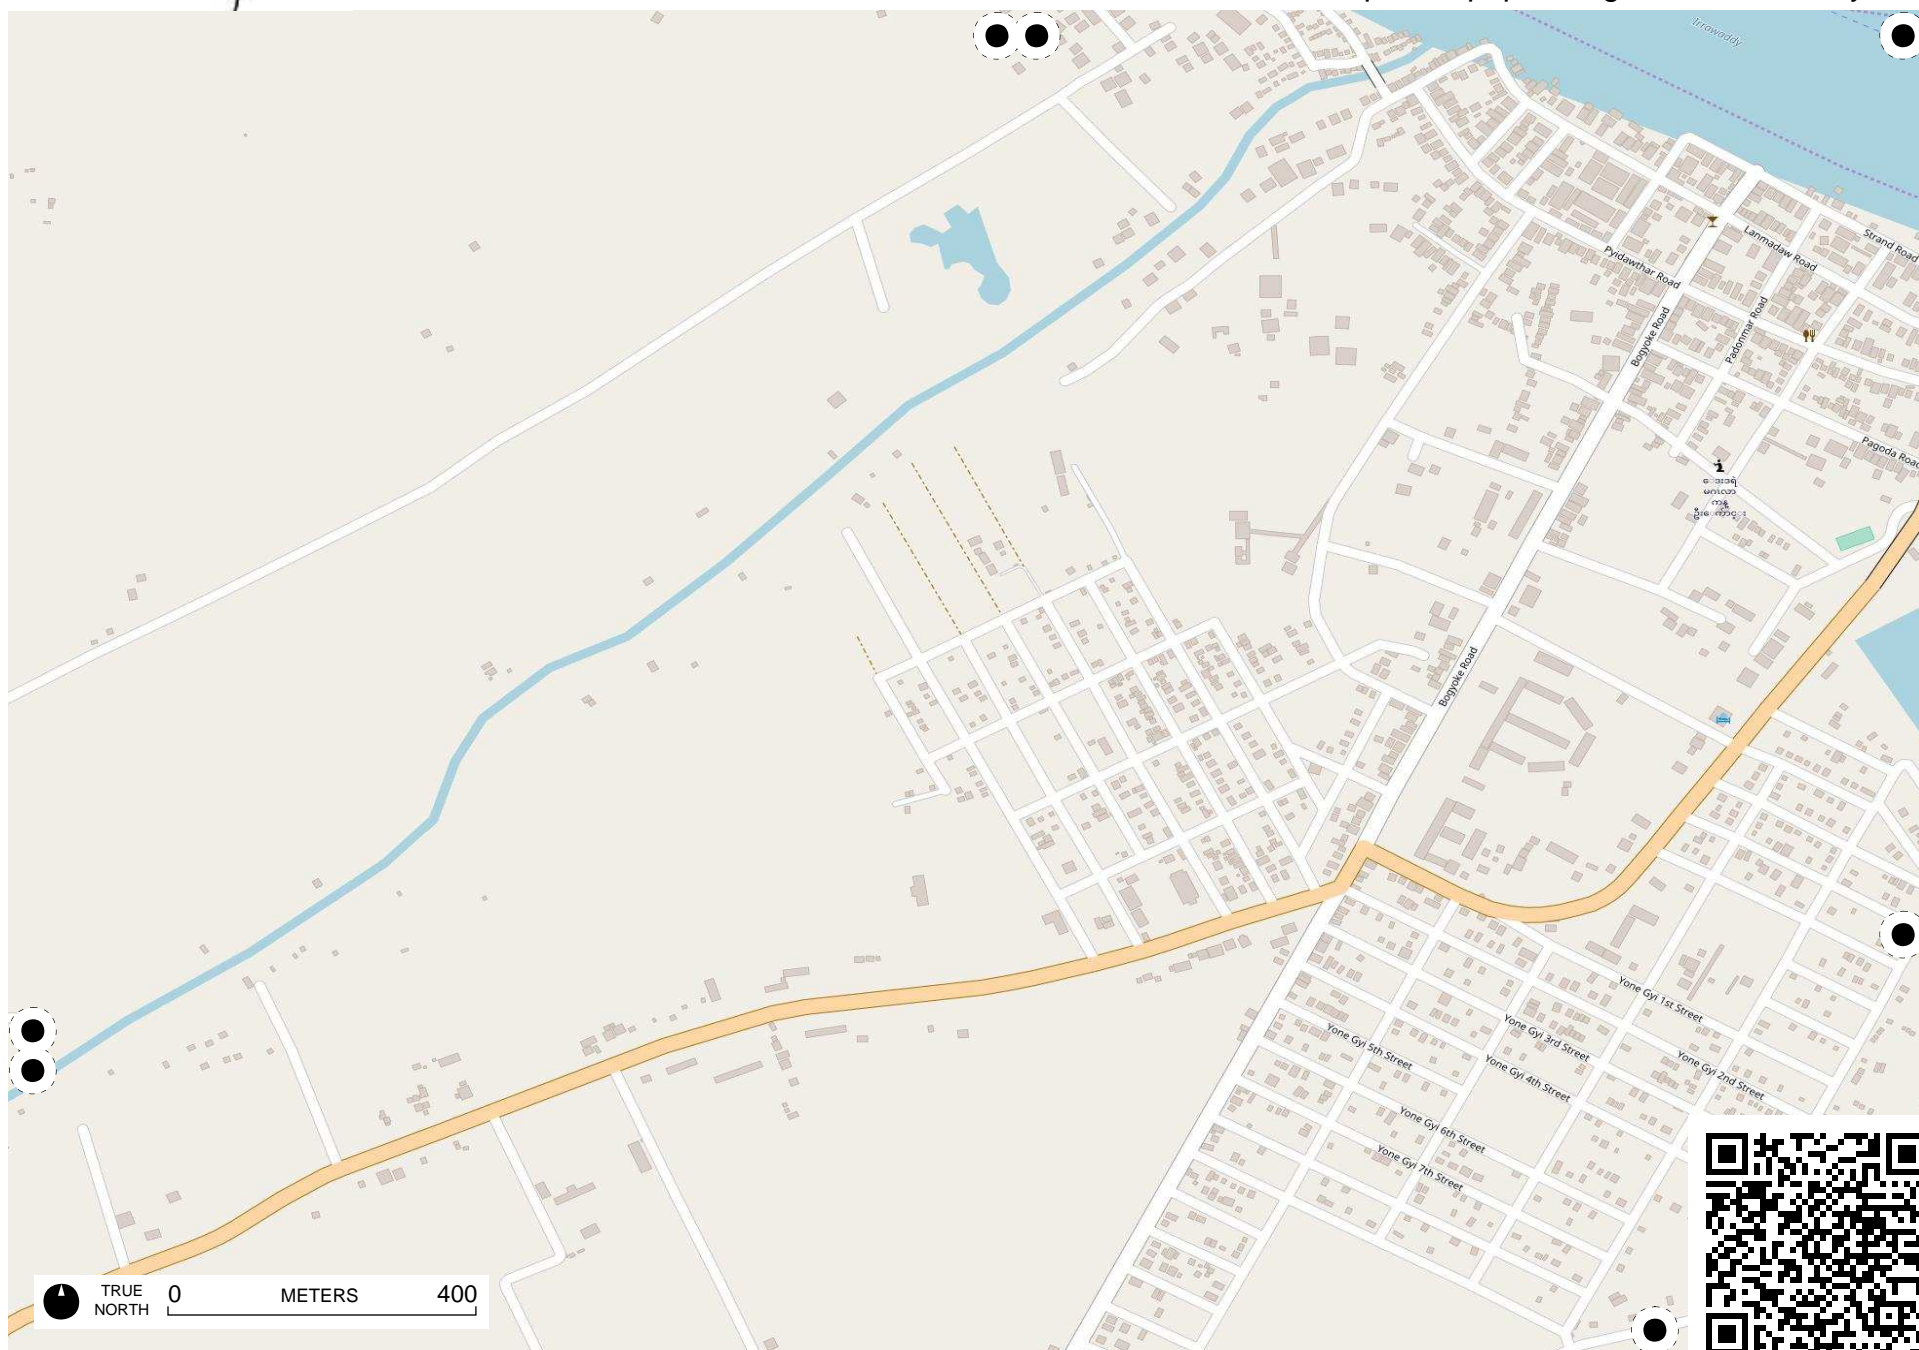 Irrawaddy
Strand Road
Lanmadaw Road
Pyidawthar Road
Bogyoke Road
Padonmar Road
Pagoda Road
Bogyoke Road
Yone Gyi 1st Street
Yone Gyi 3rd Street
Yone Gyi 5th Street
Yone Gyi 2nd Street
Yone Gyi 4th Street
Yone Gyi 6th Street
Yone Gyi 7th Street
TRUE
NORTH
0 METERS 400